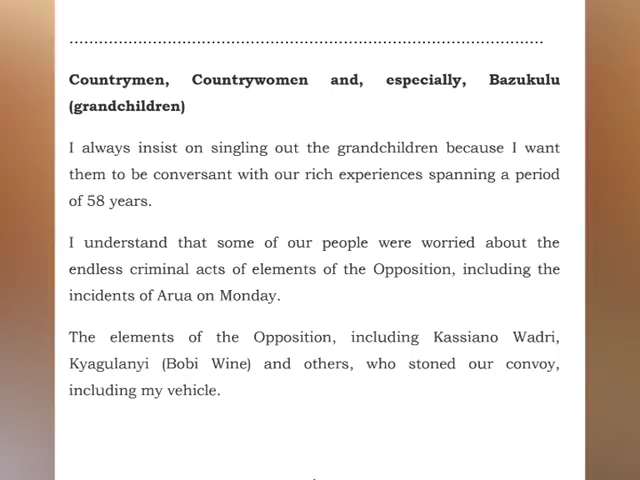 ................................................................................................
Countrymen, Countrywomen and, especially, Bazukulu
(grandchildren)
I always insist on singling out the grandchildren because I want
them to be conversant with our rich experiences spanning a period
of 58 years.
I understand that some of our people were worried about the
endless criminal acts of elements of the Opposition, including the
incidents of Arua on Monday.
The elements of the Opposition, including Kassiano Wadri,
Kyagulanyi (Bobi Wine) and others, who stoned our convoy,
including my vehicle.